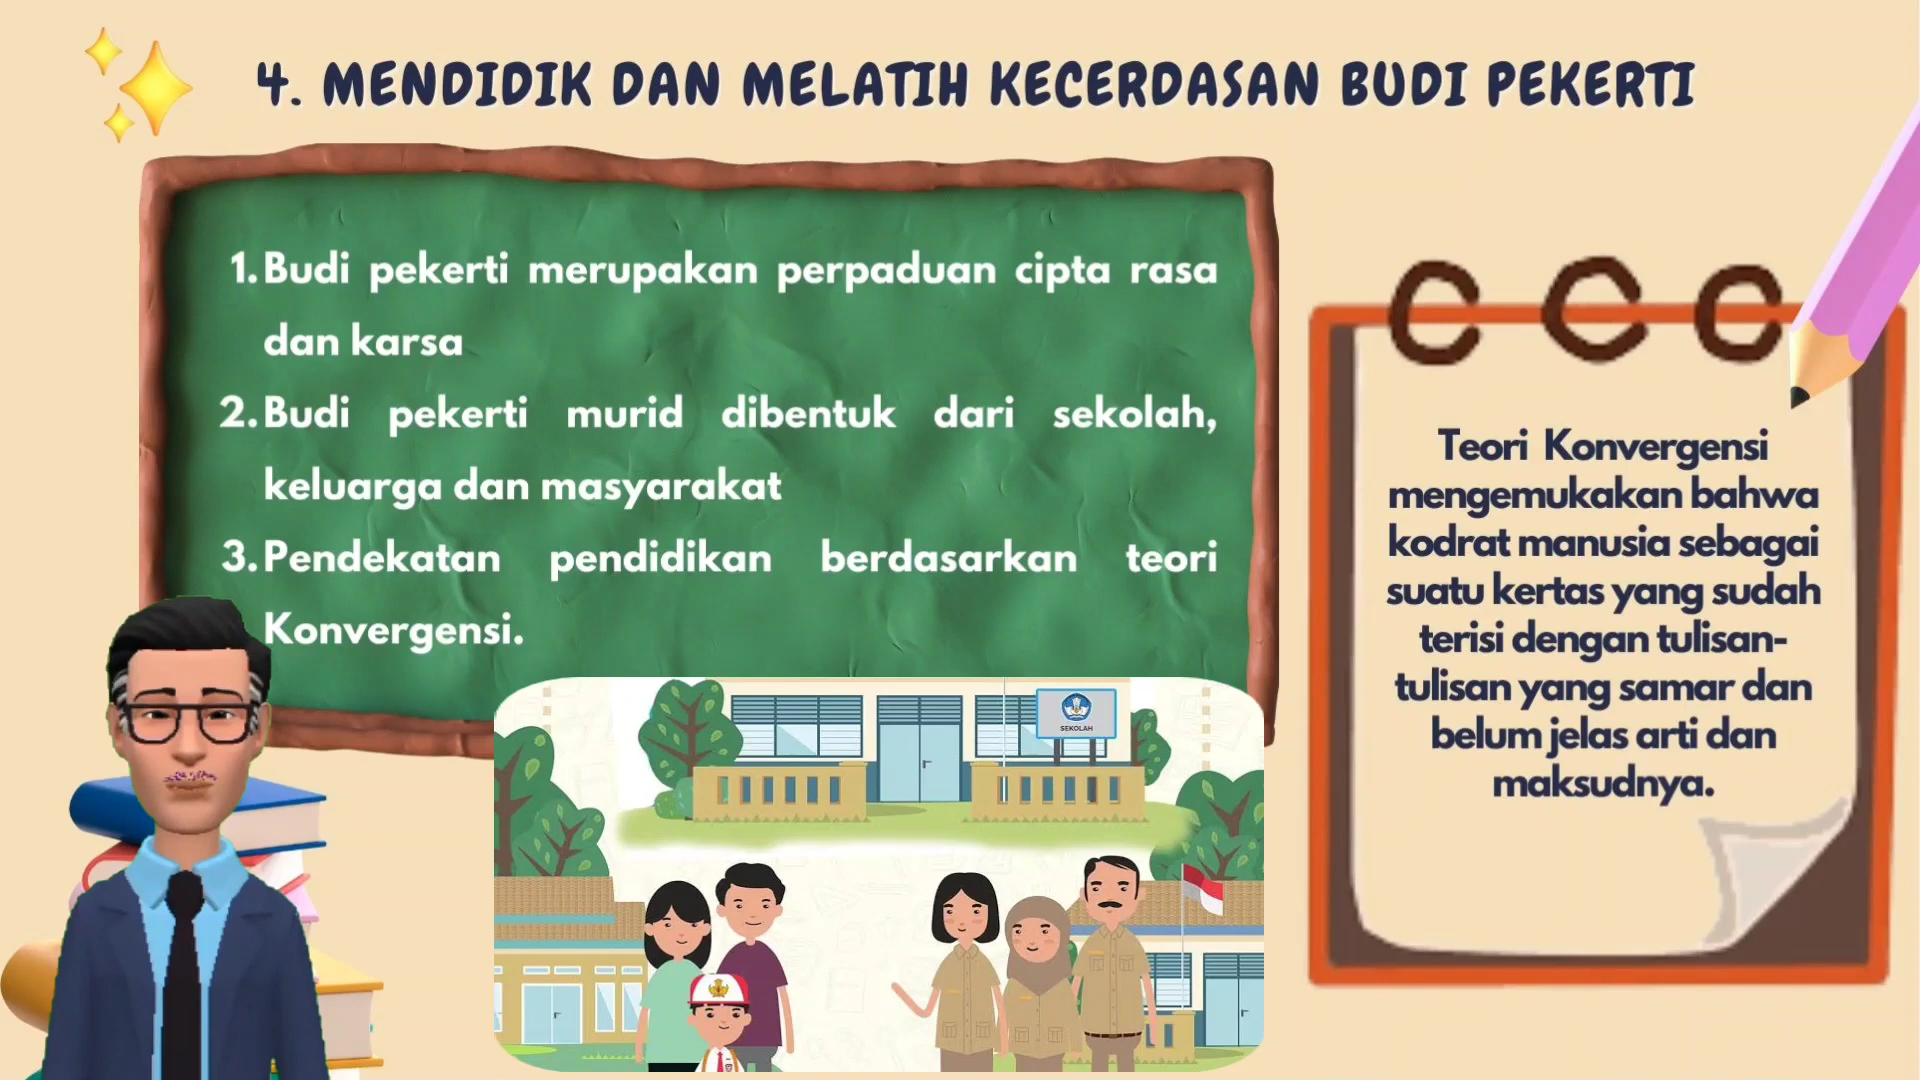 4. MENDIDIK DAN MELATIH KECERDASAN BUDI PEKERTI
1. Budi pekerti merupakan perpaduan cipta rasa
dan karsa
2. Budi pekerti murid dibentuk dari sekolah,
keluarga dan masyarakat
3. Pendekatan pendidikan berdasarkan teori
Konvergensi.
Teori Konvergensi
mengemukakan bahwa
kodrat manusia sebagai
suatu kertas yang sudah
terisi dengan tulisan-
tulisan yang samar dan
belum jelas arti dan
maksudnya.
SEKOLAH